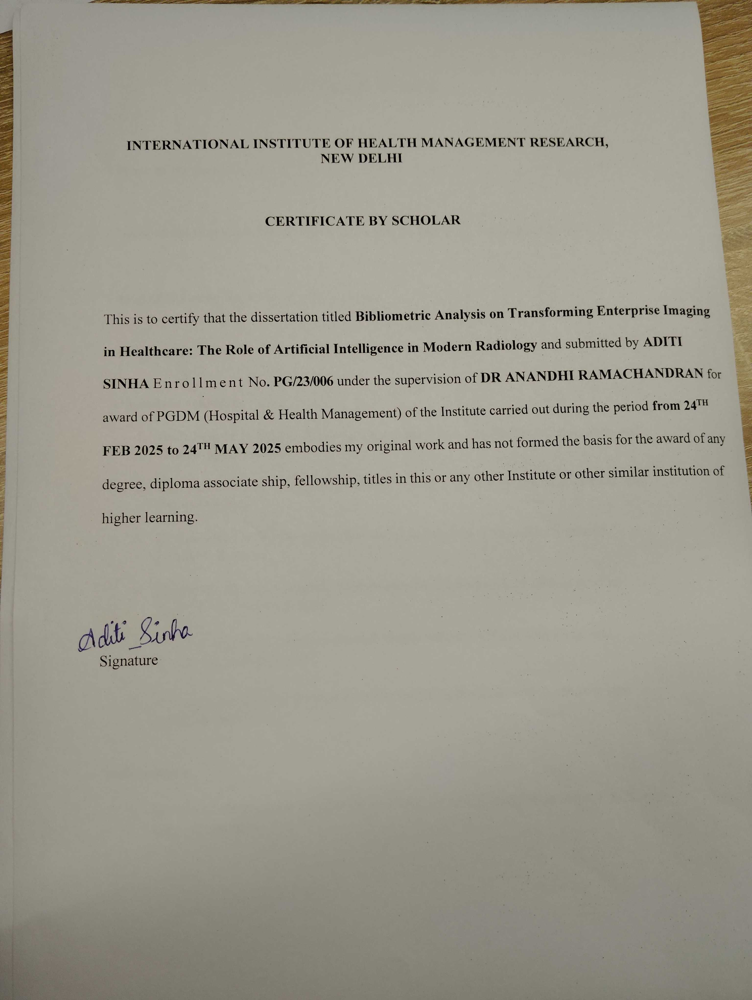 INTERNATIONAL INSTITUTE OF HEALTH MANAGEMENT RESEARCH,
NEW DELHI
CERTIFICATE BY SCHOLAR
This is to certify that the dissertation titled Bibliometric Analysis on Transforming Enterprise Imaging
in Healthcare: The Role of Artificial Intelligence in Modern Radiology and submitted by ADITI
SINHA Enrollment No. PG/23/006 under the supervision of DR ANANDHI RAMACHANDRAN for
award of PGDM (Hospital & Health Management) of the Institute carried out during the period from 24TH
FEB 2025 to 24TH MAY 2025 embodies my original work and has not formed the basis for the award of any
degree, diploma associate ship, fellowship, titles in this or any other Institute or other similar institution of
higher learning.
Aditi Sinha
Signature